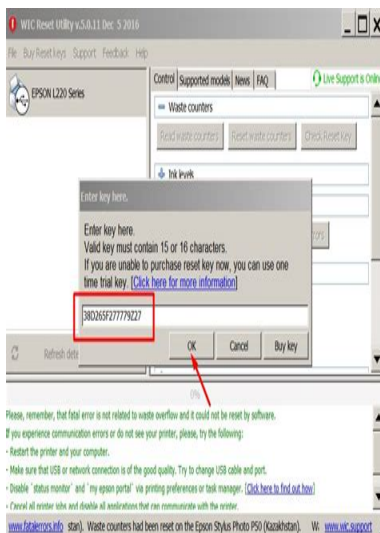 WIC Reset Utility v.5.0.11 Dec 5 2016
File Buy Reset keys Support Feedback Help
Control Supported models News FAQ Live Support is Onlin
EPSON L220 Series
Waste counters
Read waste counters Reset waste counters Check Reset Key
Ink levels
Enter key here.
Enter key here.
Valid key must contain 15 or 16 characters.
If you are unable to purchase reset key now, you can use one
time trial key. [Click here for more information]
38D265F277779Z27
OK Cancel Buy key
Refresh dete
0%
Please, remember, that fatal error is not related to waste overflow and it could not be reset by software.
If you experience communication errors or do not see your printer, please, try the following:
- Restart the printer and your computer.
- Make sure that USB or network connection is of the good quality. Try to change USB cable and port.
- Disable `status monitor` and `my epson portal` via printing preferences or task manager. [Click here to find out how]
- Cancel all printer jobs and disable all applications that can communicate with the printer.
www.fatalerrors.info stan). Waste counters had been reset on the Epson Stylus Photo P50 (Kazakhstan). W: www.wic.support